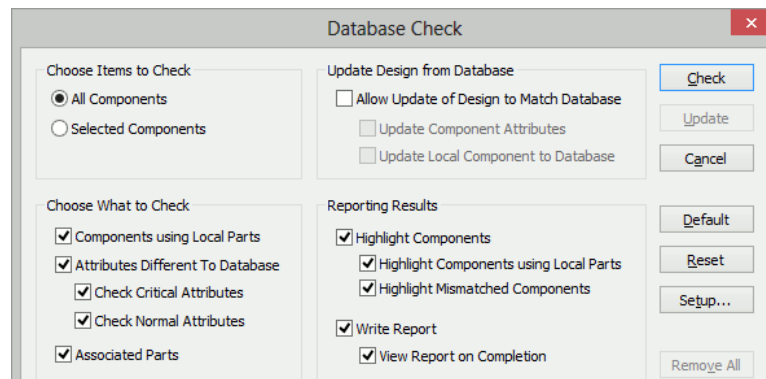 Database Check
Choose Items to Check
All Components
Selected Components
Update Design from Database
Allow Update of Design to Match Database
Update Component Attributes
Update Local Component to Database
Check
Update
Cancel
Choose What to Check
Components using Local Parts
Attributes Different To Database
Check Critical Attributes
Check Normal Attributes
Associated Parts
Reporting Results
Highlight Components
Highlight Components using Local Parts
Highlight Mismatched Components
Write Report
View Report on Completion
Default
Reset
Setup...
Remove All